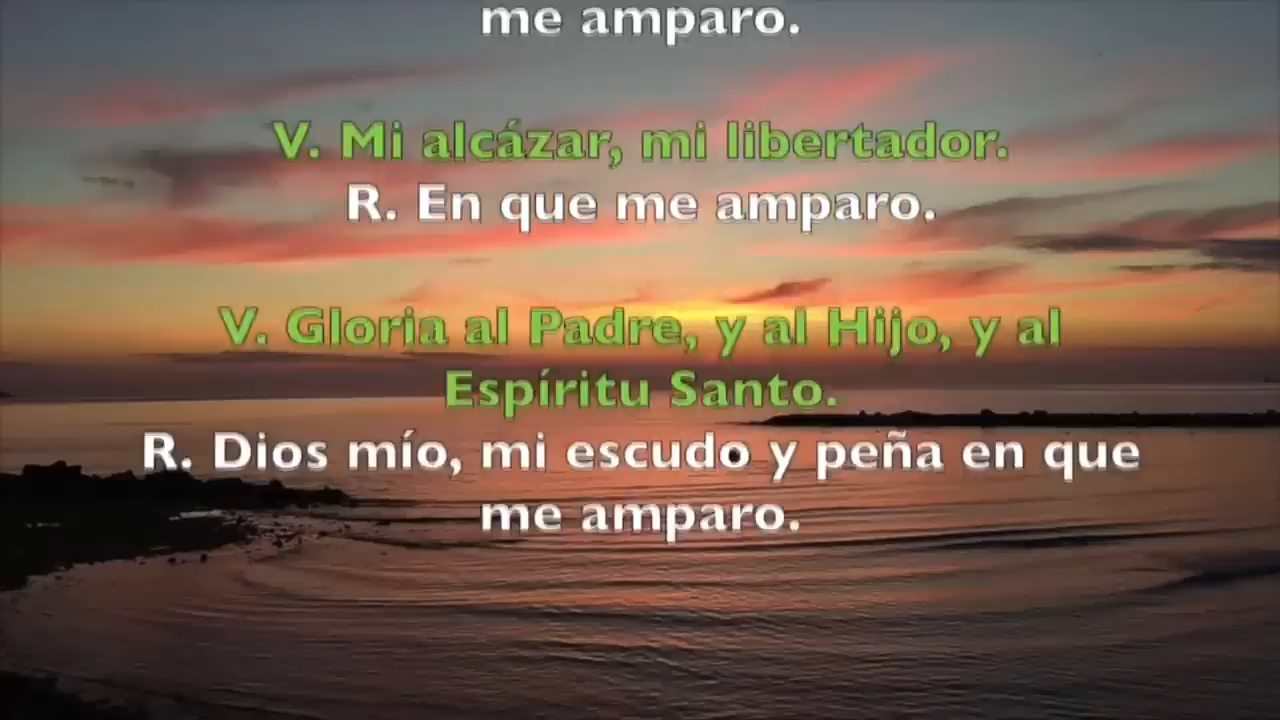 me amparo.
V. Mi alcázar, mi libertador.
R. En que me amparo.
V. Gloria al Padre, y al Hijo, y al
Espíritu Santo.
R. Dios mío, mi escudo y peña en que
me amparo.